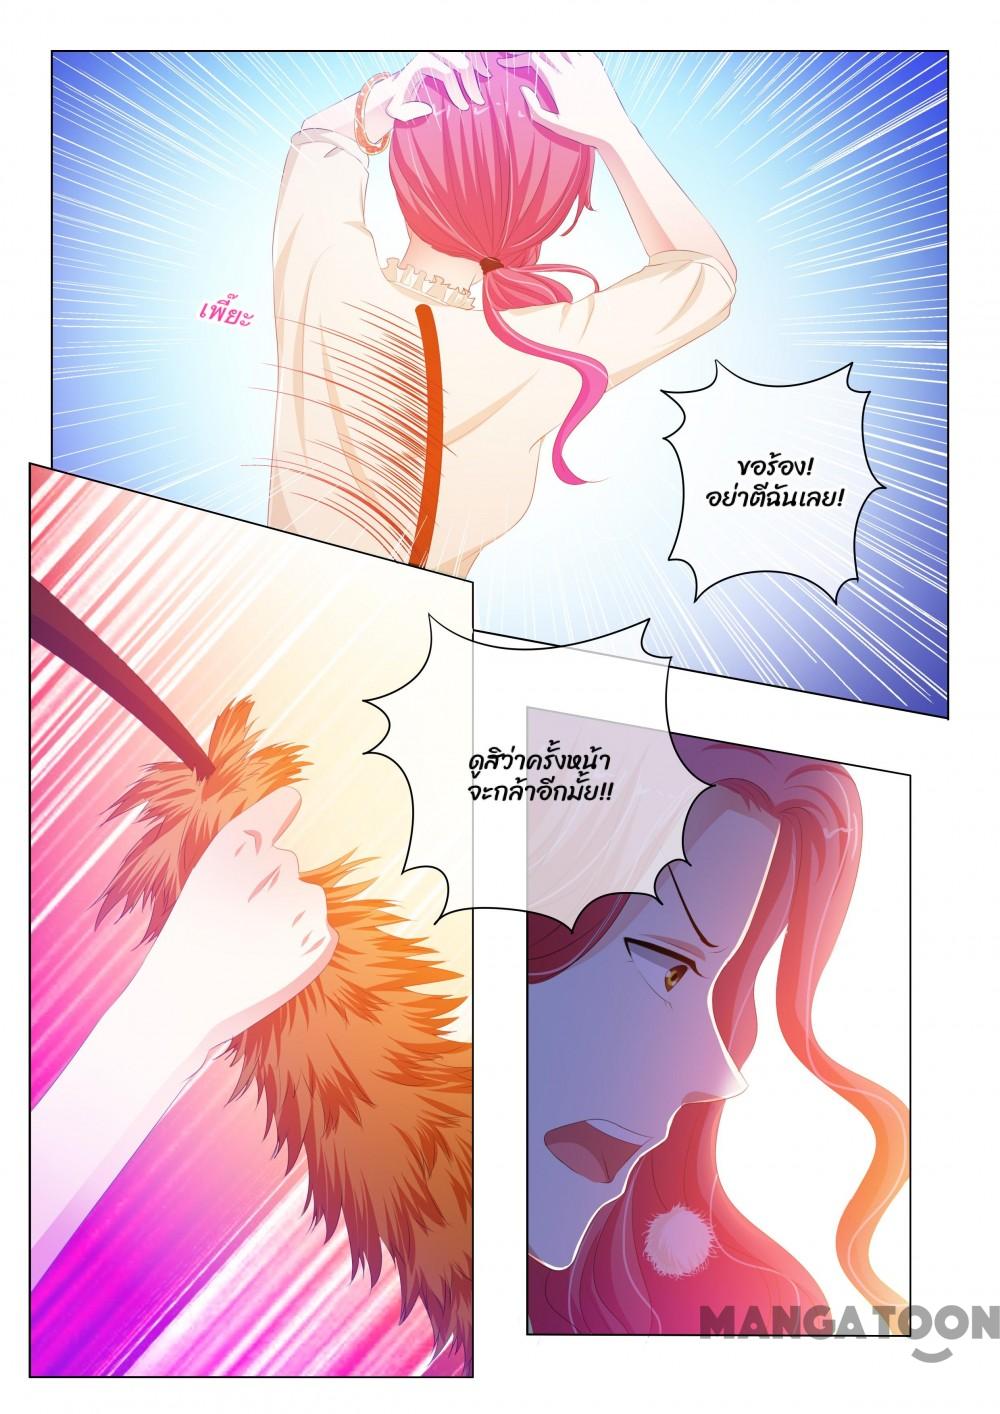 เพี๊ยะ
ขอร้อง!
อย่าตีฉันเลย!
ดูสิว่าครั้งหน้า
จะกล้าอีกมั้ย!!
MANGATOON